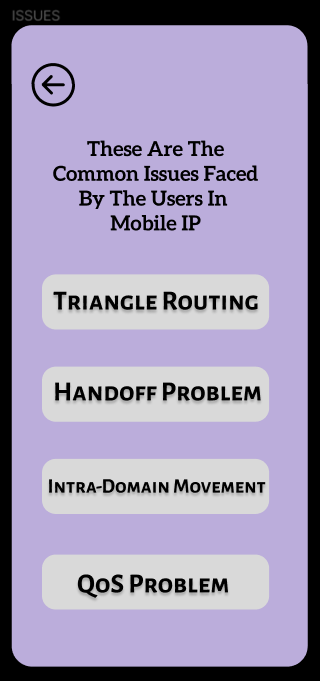 ISSUES
These Are The
Common Issues Faced
By The Users In
Mobile IP
Triangle Routing
Handoff Problem
Intra-Domain Movement
QoS Problem